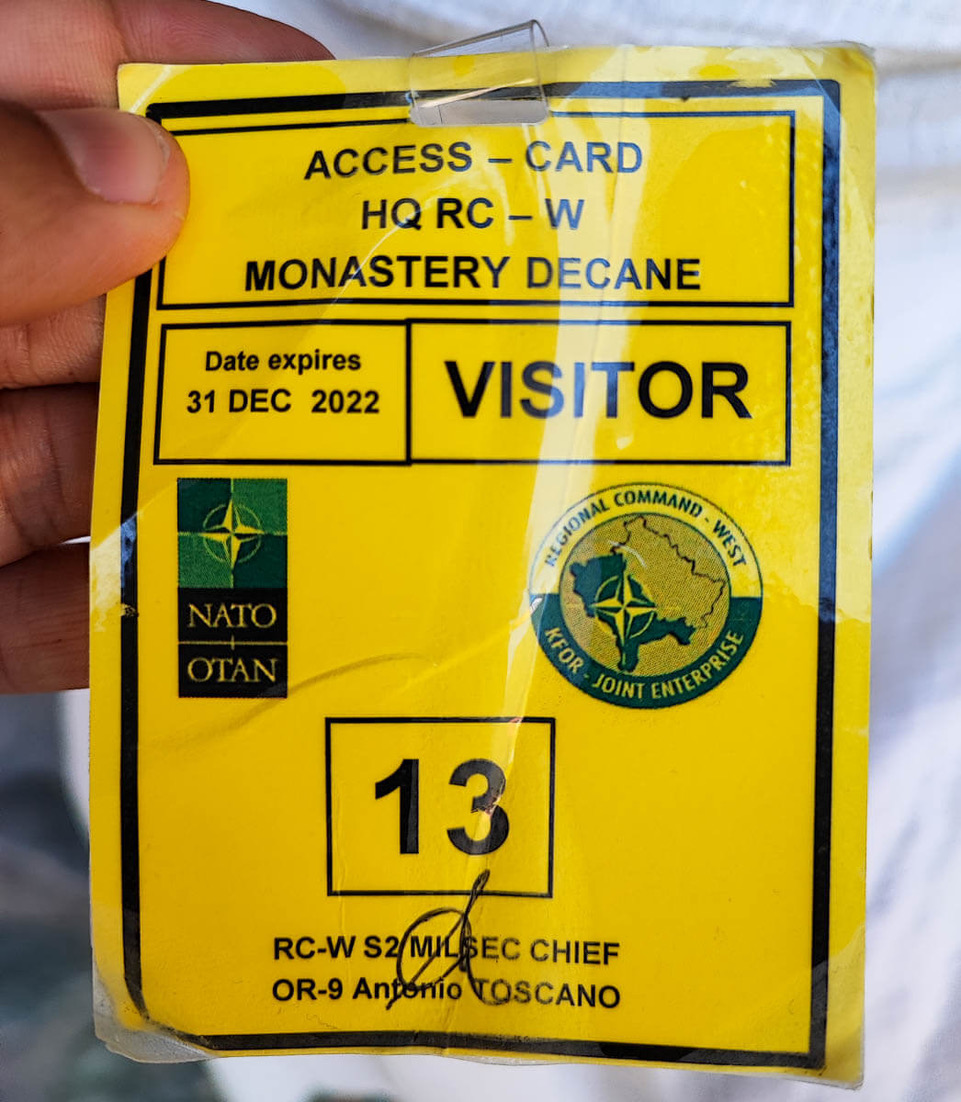 ACCESS – CARD
HQ RC – W
MONASTERY DECANE
Date expires
31 DEC 2022
VISITOR
NATO
OTAN
REGIONAL COMMAND - WEST
KFOR - JOINT ENTERPRISE
13
RC-W S2 MILSEC CHIEF
OR-9 Antonio TOSCANO